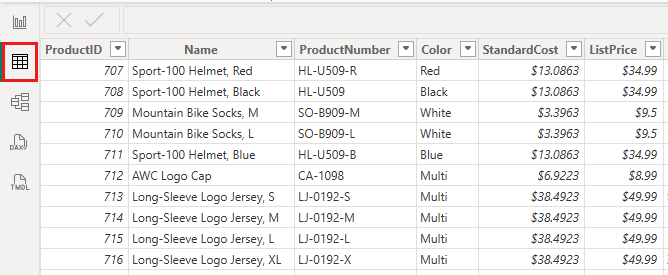 ProductID Name ProductNumber Color StandardCost ListPrice
707 Sport-100 Helmet, Red HL-U509-R Red $13.0863 $34.99
708 Sport-100 Helmet, Black HL-U509 Black $13.0863 $34.99
709 Mountain Bike Socks, M SO-B909-M White $3.3963 $9.5
710 Mountain Bike Socks, L SO-B909-L White $3.3963 $9.5
711 Sport-100 Helmet, Blue HL-U509-B Blue $13.0863 $34.99
712 AWC Logo Cap CA-1098 Multi $6.9223 $8.99
713 Long-Sleeve Logo Jersey, S LJ-0192-S Multi $38.4923 $49.99
714 Long-Sleeve Logo Jersey, M LJ-0192-M Multi $38.4923 $49.99
715 Long-Sleeve Logo Jersey, L LJ-0192-L Multi $38.4923 $49.99
716 Long-Sleeve Logo Jersey, XL LJ-0192-X Multi $38.4923 $49.99
DAX
TMDL